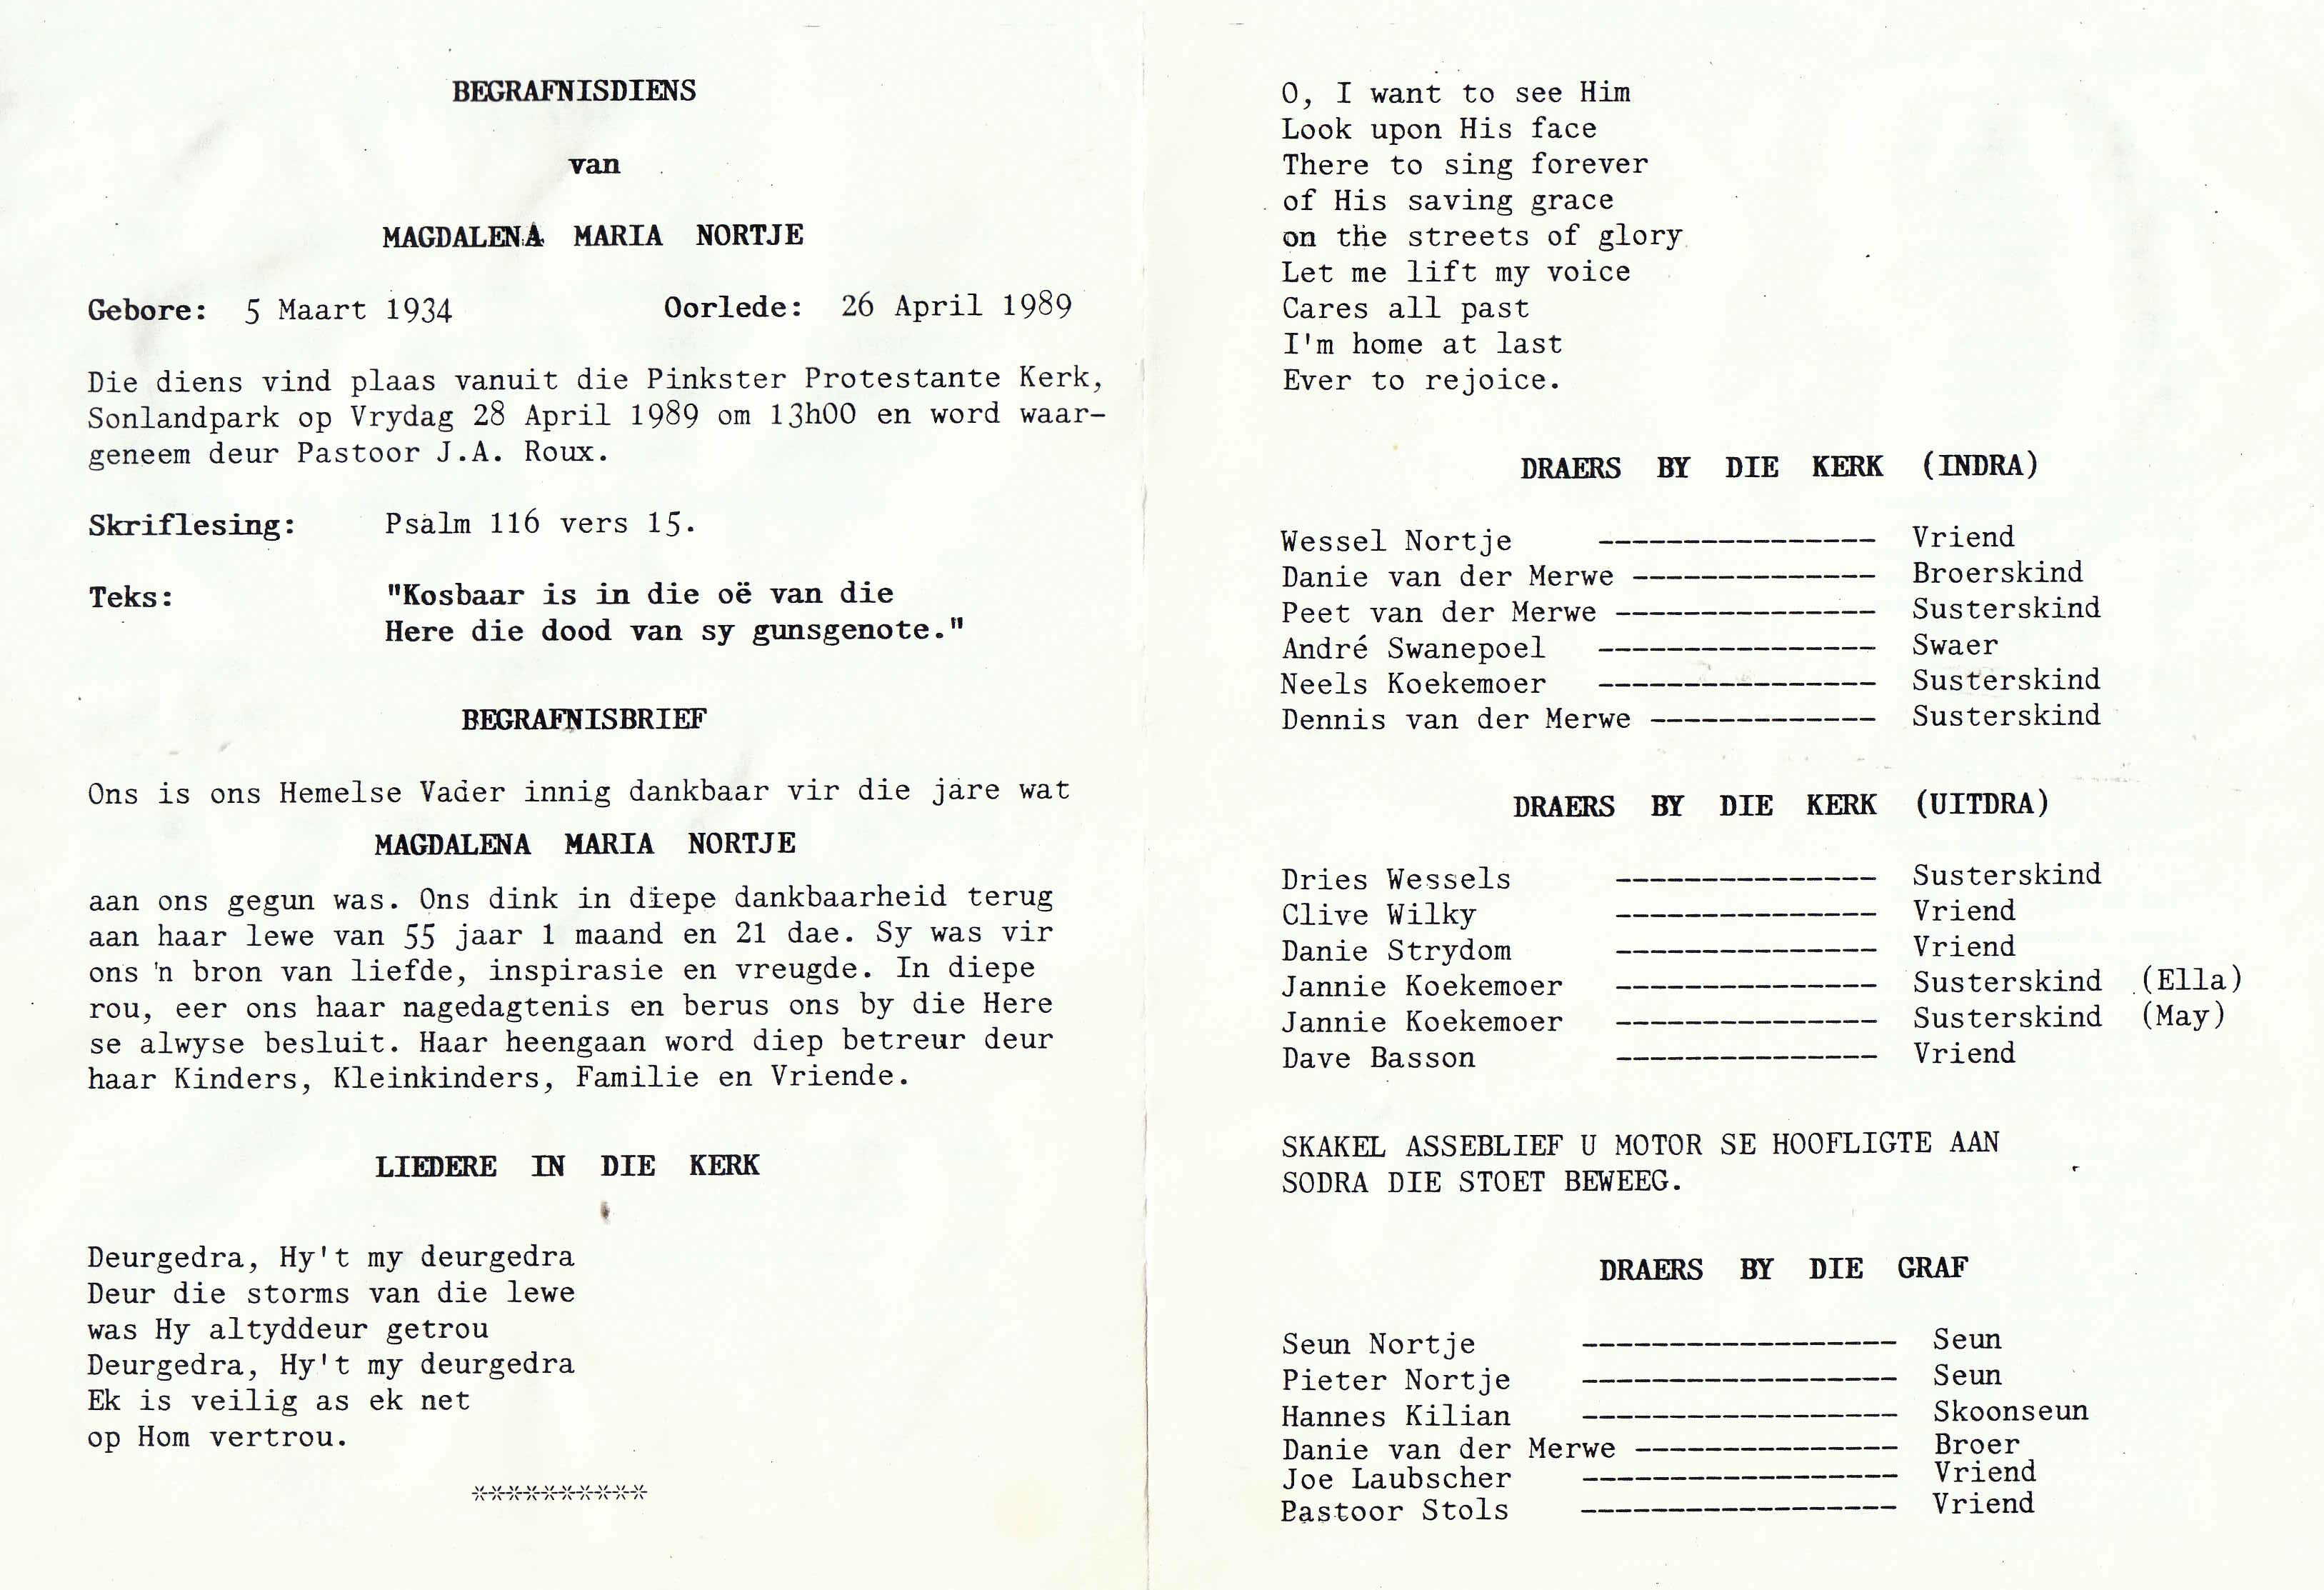 BEGRAFNISDIENS
van
MAGDALENA MARIA NORTJE
Gebore: 5 Maart 1934 Oorlede: 26 April 1989
Die diens vind plaas vanuit die Pinkster Protestante Kerk,
Sonlandpark op Vrydag 28 April 1989 om 13h00 en word waar-
geneem deur Pastoor J.A. Roux.
Skriflesing: Psalm 116 vers 15.
Teks: "Kosbaar is in die oë van die
Here die dood van sy gunsgenote."
BEGRAFNISBRIEF
Ons is ons Hemelse Vader innig dankbaar vir die jare wat
MAGDALENA MARIA NORTJE
aan ons gegun was. Ons dink in diepe dankbaarheid terug
aan haar lewe van 55 jaar 1 maand en 21 dae. Sy was vir
ons 'n bron van liefde, inspirasie en vreugde. In diepe
rou, eer ons haar nagedagtenis en berus ons by die Here
se alwyse besluit. Haar heengaan word diep betreur deur
haar Kinders, Kleinkinders, Familie en Vriende.
LIEDERE IN DIE KERK
Deurgedra, Hy't my deurgedra
Deur die storms van die lewe
was Hy altyddeur getrou
Deurgedra, Hy't my deurgedra
Ek is veilig as ek net
op Hom vertrou.
**********
O, I want to see Him
Look upon His face
There to sing forever
of His saving grace
on the streets of glory
Let me lift my voice
Cares all past
I'm home at last
Ever to rejoice.
DRAERS BY DIE KERK (INDRA)
Wessel Nortje ---------------- Vriend
Danie van der Merwe -------------- Broerskind
Peet van der Merwe --------------- Susterskind
André Swanepoel ---------------- Swaer
Neels Koekemoer ---------------- Susterskind
Dennis van der Merwe ------------- Susterskind
DRAERS BY DIE KERK (UITDRA)
Dries Wessels --------------- Susterskind
Clive Wilky --------------- Vriend
Danie Strydom --------------- Vriend
Jannie Koekemoer --------------- Susterskind (Ella)
Jannie Koekemoer --------------- Susterskind (May)
Dave Basson --------------- Vriend
SKAKEL ASSEBLIEF U MOTOR SE HOOFLIGTE AAN
SODRA DIE STOET BEWEEG.
DRAERS BY DIE GRAF
Seun Nortje ------------------ Seun
Pieter Nortje ------------------ Seun
Hannes Kilian ------------------ Skoonseun
Danie van der Merwe --------------- Broer
Joe Laubscher ------------------ Vriend
Pastoor Stols ------------------ Vriend